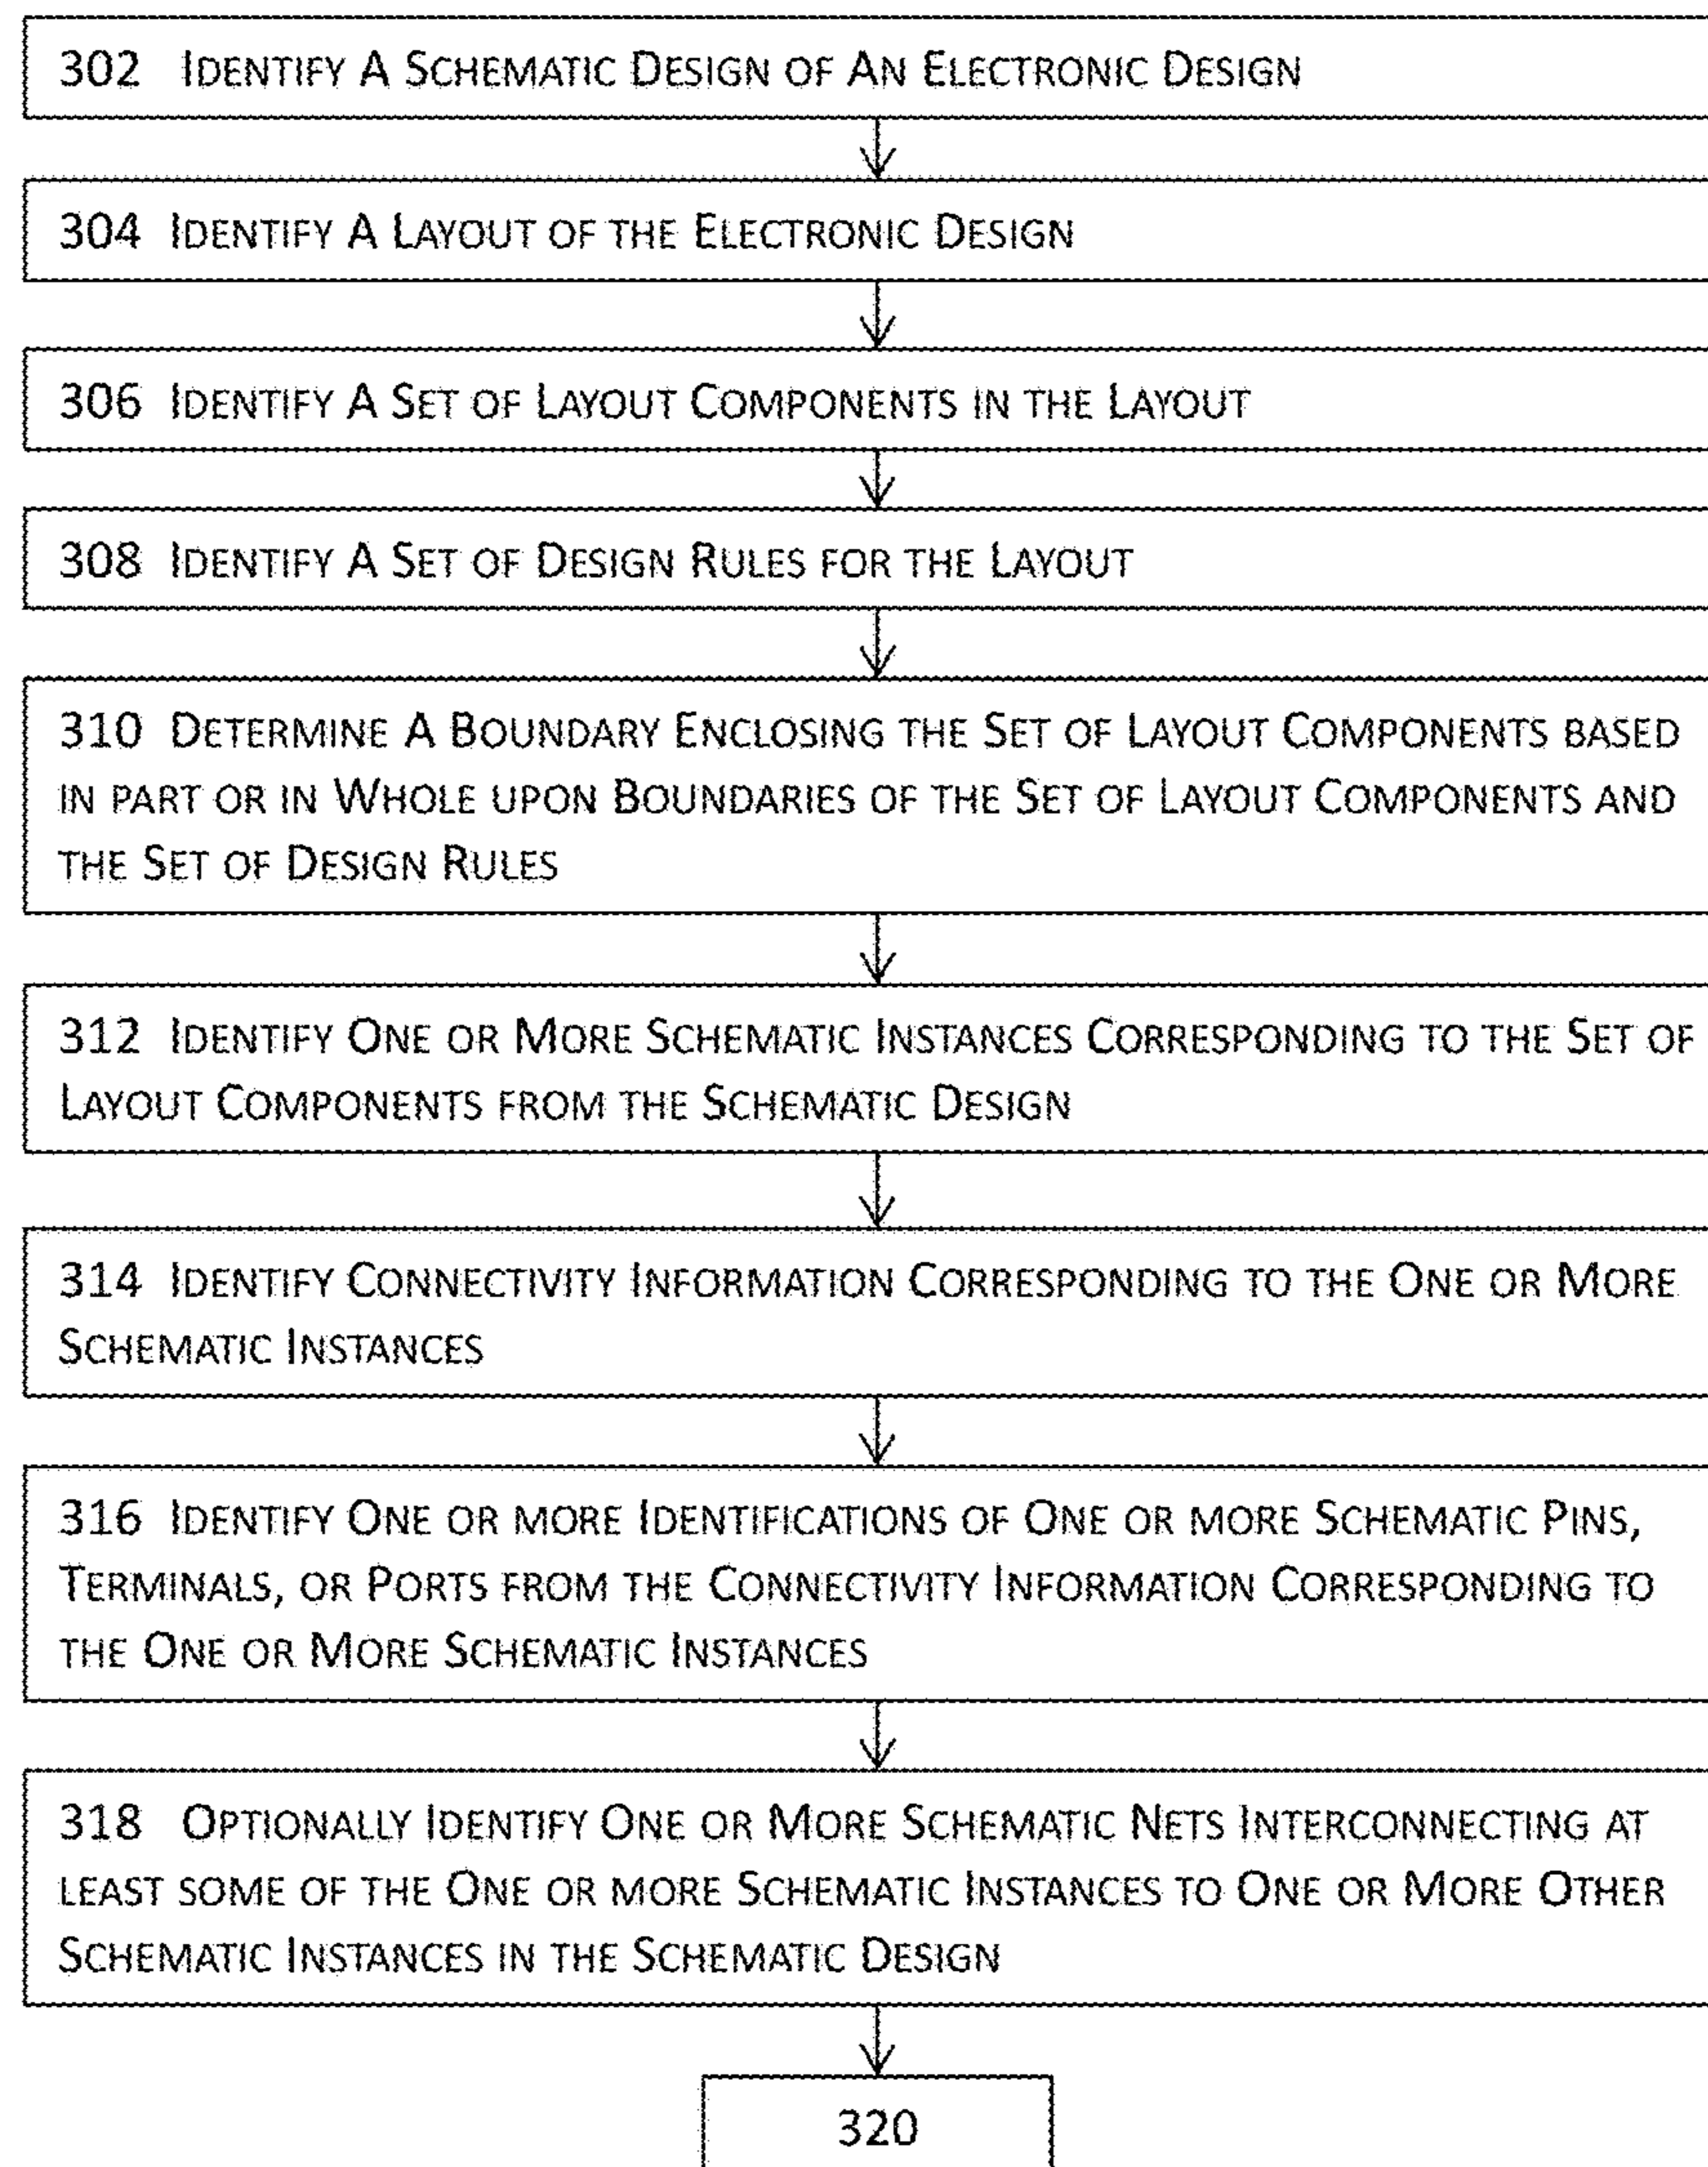 302 IDENTIFY A SCHEMATIC DESIGN OF AN ELECTRONIC DESIGN
304 IDENTIFY A LAYOUT OF THE ELECTRONIC DESIGN
306 IDENTIFY A SET OF LAYOUT COMPONENTS IN THE LAYOUT
308 IDENTIFY A SET OF DESIGN RULES FOR THE LAYOUT
310 DETERMINE A BOUNDARY ENCLOSING THE SET OF LAYOUT COMPONENTS BASED
IN PART OR IN WHOLE UPON BOUNDARIES OF THE SET OF LAYOUT COMPONENTS AND
THE SET OF DESIGN RULES
312 IDENTIFY ONE OR MORE SCHEMATIC INSTANCES CORRESPONDING TO THE SET OF
LAYOUT COMPONENTS FROM THE SCHEMATIC DESIGN
314 IDENTIFY CONNECTIVITY INFORMATION CORRESPONDING TO THE ONE OR MORE
SCHEMATIC INSTANCES
316 IDENTIFY ONE OR MORE IDENTIFICATIONS OF ONE OR MORE SCHEMATIC PINS,
TERMINALS, OR PORTS FROM THE CONNECTIVITY INFORMATION CORRESPONDING TO
THE ONE OR MORE SCHEMATIC INSTANCES
318 OPTIONALLY IDENTIFY ONE OR MORE SCHEMATIC NETS INTERCONNECTING AT
LEAST SOME OF THE ONE OR MORE SCHEMATIC INSTANCES TO ONE OR MORE OTHER
SCHEMATIC INSTANCES IN THE SCHEMATIC DESIGN
320